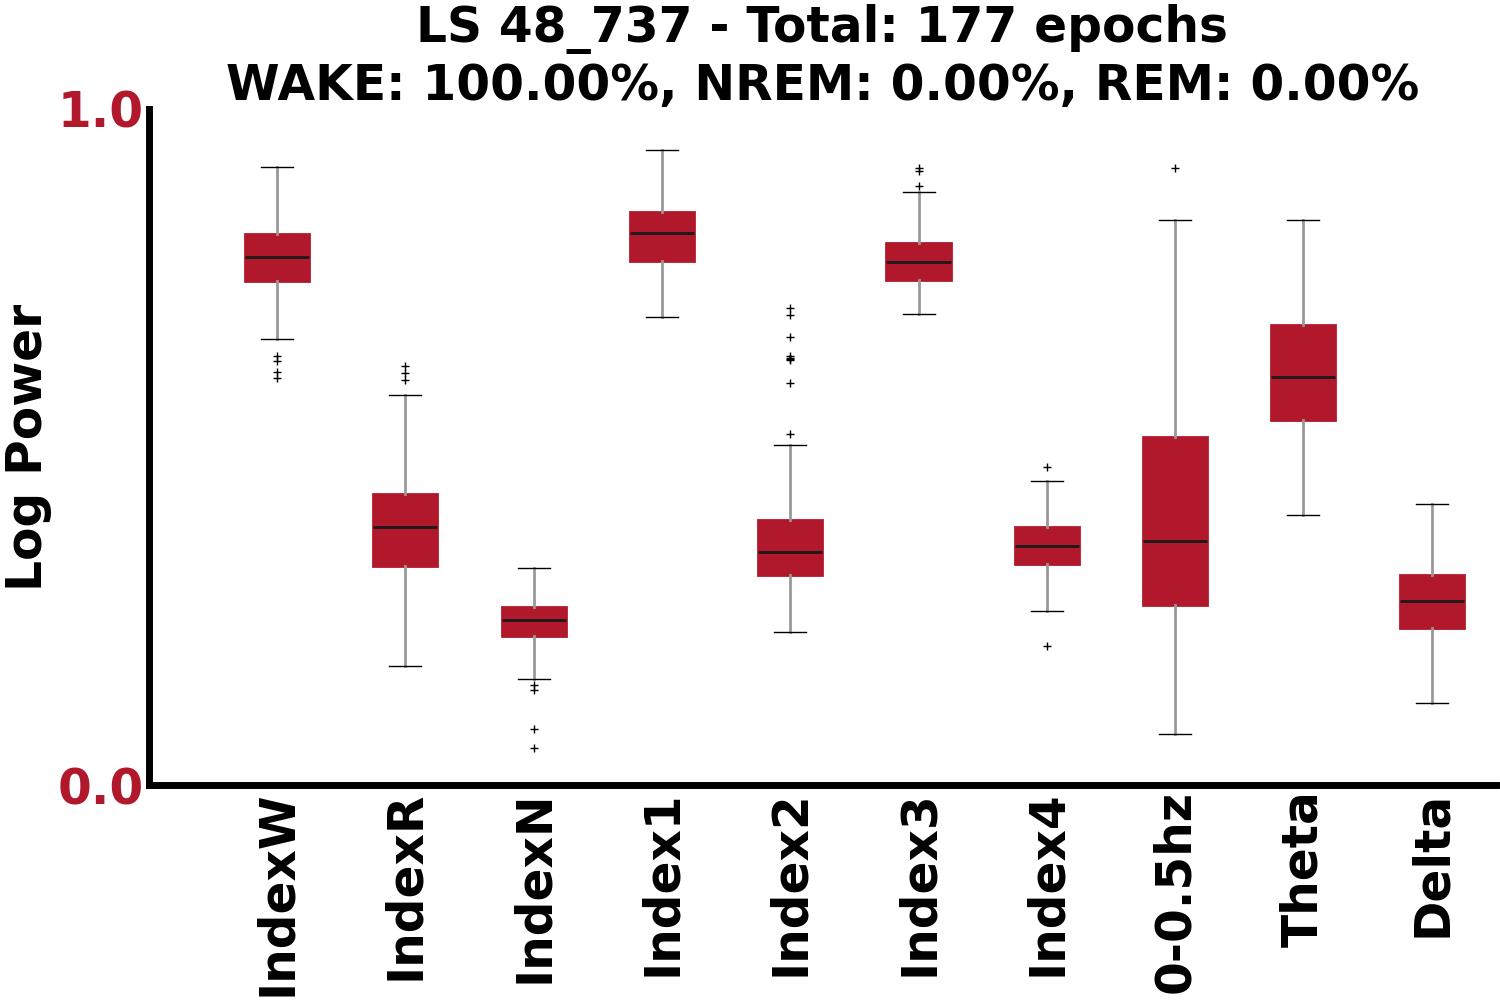 LS 48_737 - Total: 177 epochs
WAKE: 100.00%, NREM: 0.00%, REM: 0.00%
1.0
Log Power
0.0
IndexW
IndexR
IndexN
Index1
Index2
Index3
Index4
0-0.5hz
Theta
Delta